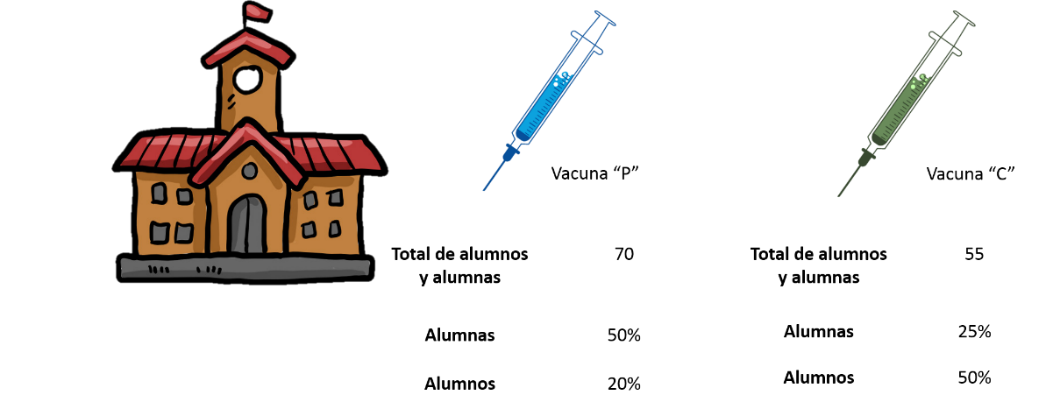 Vacuna “P”
Total de alumnos
y alumnas
70
Alumnas
50%
Alumnos
20%
Vacuna “C”
Total de alumnos
y alumnas
55
Alumnas
25%
Alumnos
50%